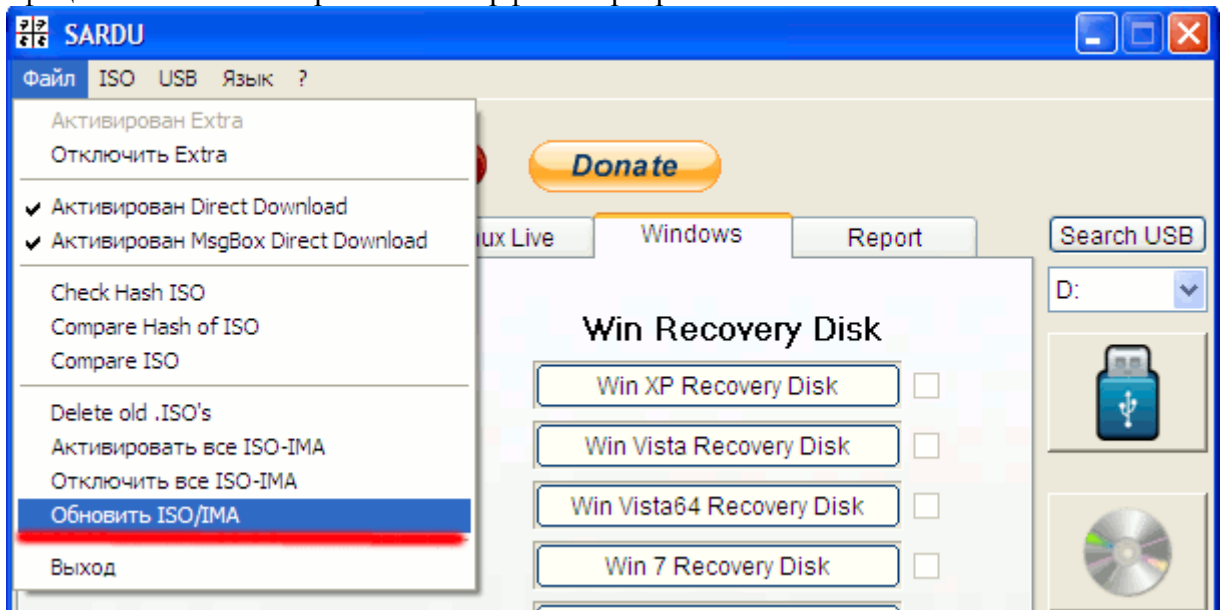 SARDU
Файл ISO USB Язык ?
Активирован Extra
Отключить Extra
Активирован Direct Download
Активирован MsgBox Direct Download
Check Hash ISO
Compare Hash of ISO
Compare ISO
Delete old .ISO's
Активировать все ISO-IMA
Отключить все ISO-IMA
Обновить ISO/IMA
Выход
Donate
Live Windows Report
Win Recovery Disk
Win XP Recovery Disk
Win Vista Recovery Disk
Win Vista64 Recovery Disk
Win 7 Recovery Disk
Search USB
D: